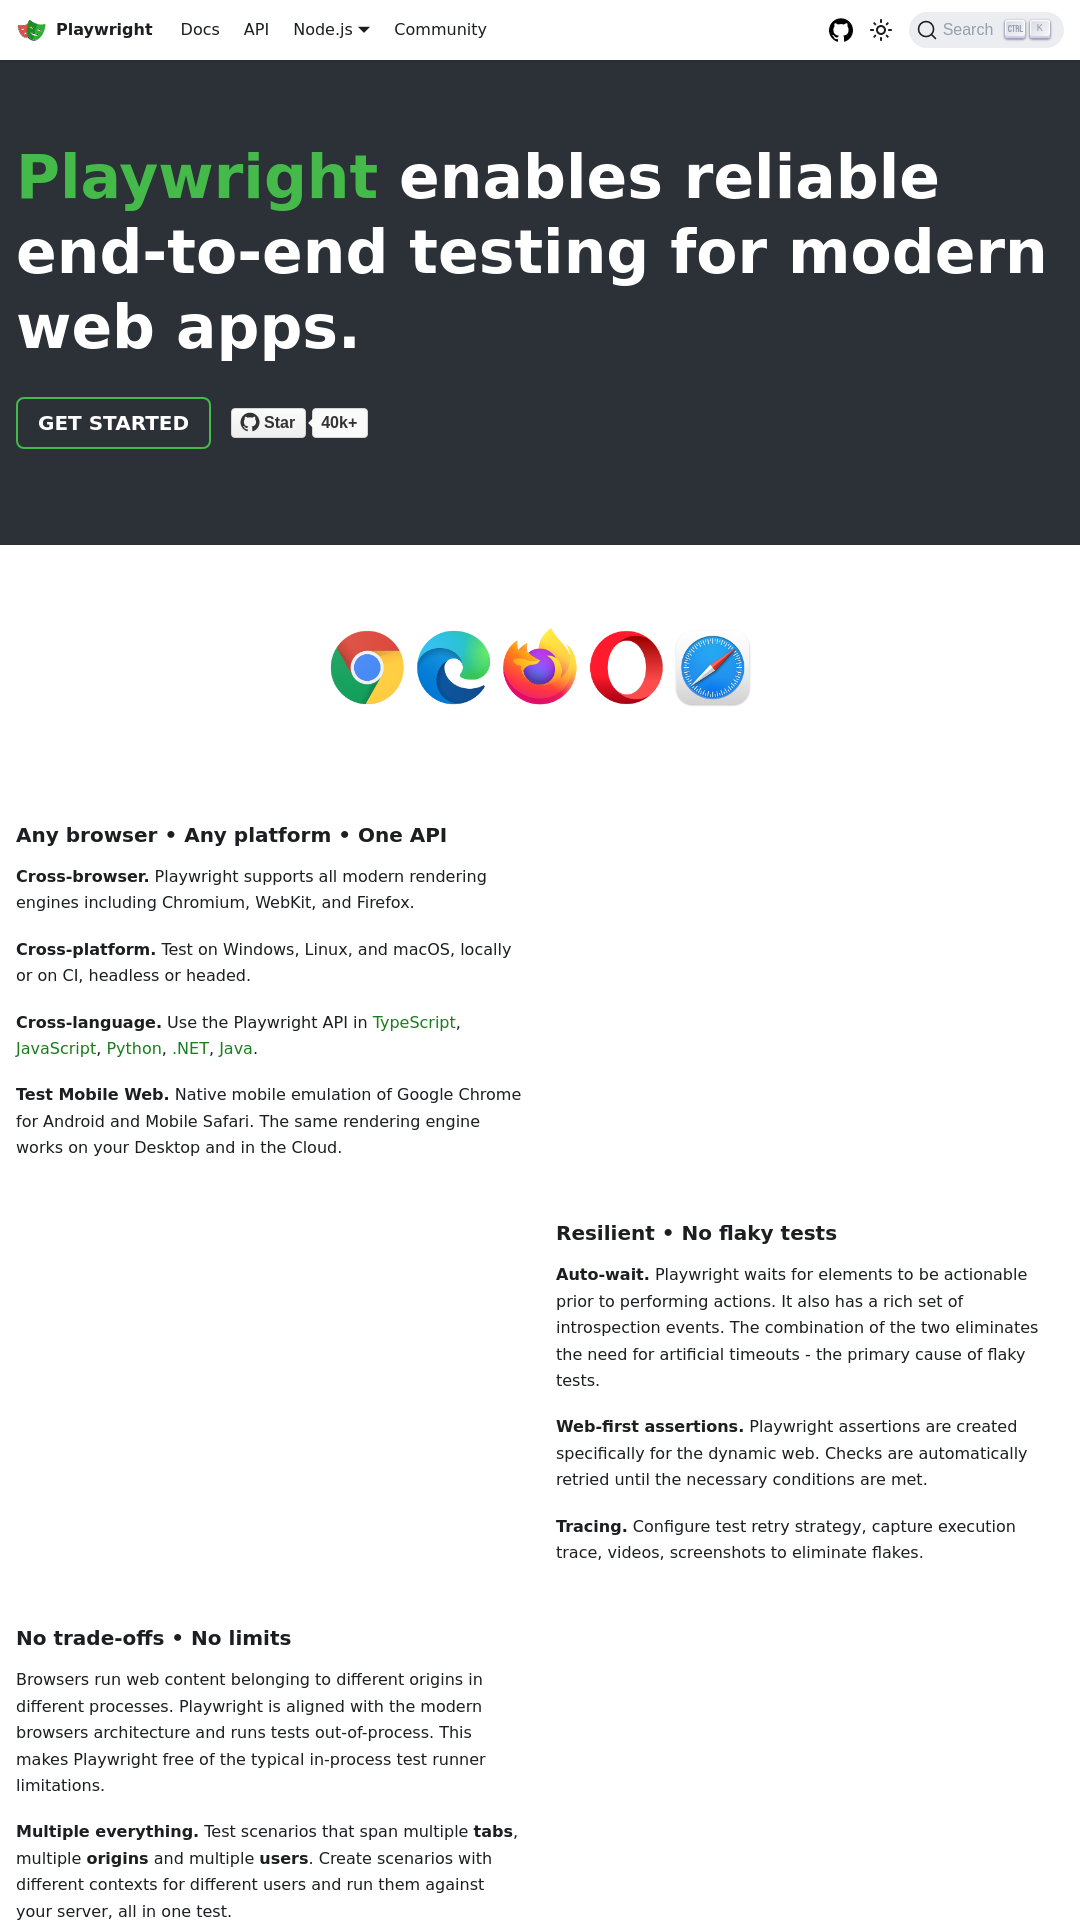 Playwright Docs API Node.js Community Search CTRL K
Playwright enables reliable
end-to-end testing for modern
web apps.
GET STARTED Star 40k+
Any browser • Any platform • One API
Cross-browser. Playwright supports all modern rendering
engines including Chromium, WebKit, and Firefox.
Cross-platform. Test on Windows, Linux, and macOS, locally
or on CI, headless or headed.
Cross-language. Use the Playwright API in TypeScript,
JavaScript, Python, .NET, Java.
Test Mobile Web. Native mobile emulation of Google Chrome
for Android and Mobile Safari. The same rendering engine
works on your Desktop and in the Cloud.
Resilient • No flaky tests
Auto-wait. Playwright waits for elements to be actionable
prior to performing actions. It also has a rich set of
introspection events. The combination of the two eliminates
the need for artificial timeouts - the primary cause of flaky
tests.
Web-first assertions. Playwright assertions are created
specifically for the dynamic web. Checks are automatically
retried until the necessary conditions are met.
Tracing. Configure test retry strategy, capture execution
trace, videos, screenshots to eliminate flakes.
No trade-offs • No limits
Browsers run web content belonging to different origins in
different processes. Playwright is aligned with the modern
browsers architecture and runs tests out-of-process. This
makes Playwright free of the typical in-process test runner
limitations.
Multiple everything. Test scenarios that span multiple tabs,
multiple origins and multiple users. Create scenarios with
different contexts for different users and run them against
your server, all in one test.